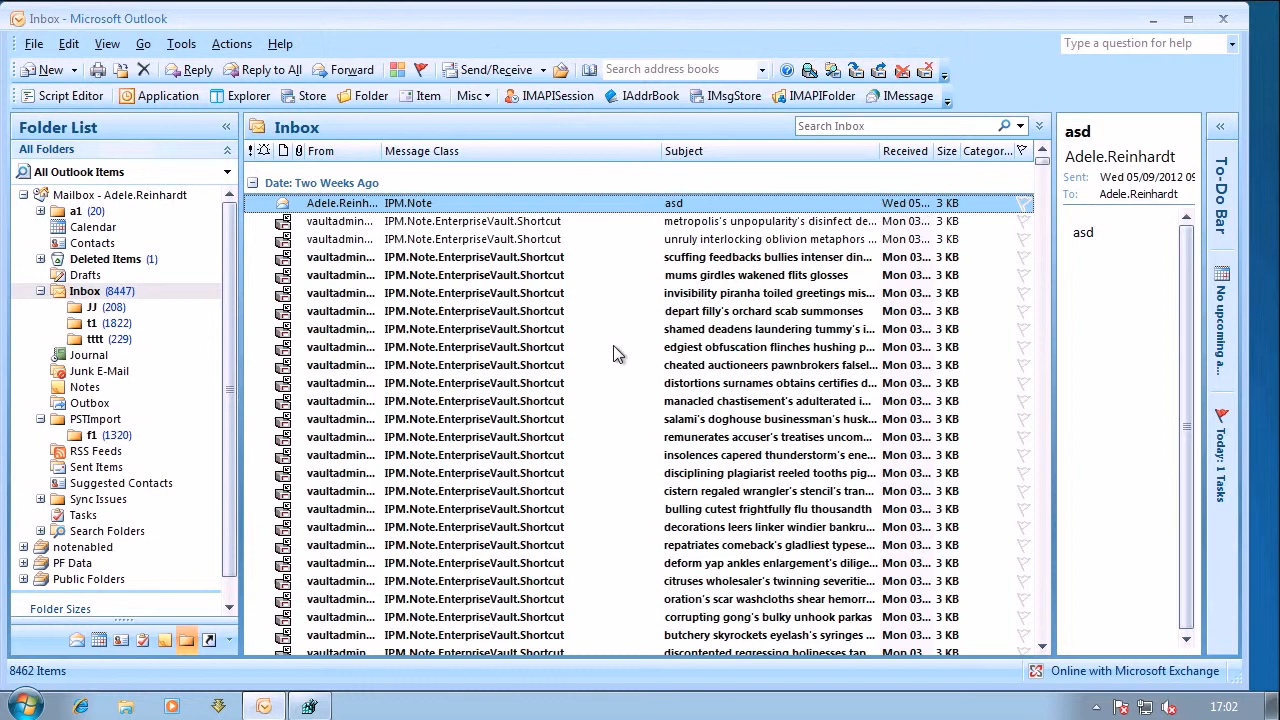 Inbox - Microsoft Outlook
File Edit View Go Tools Actions Help
Type a question for help
New Reply Reply to All Forward Send/Receive Search address books
Script Editor Application Explorer Store Folder Item Misc IMAPISession IAddrBook IMsgStore IMAPIFolder IMessage
Folder List
All Folders
All Outlook Items
Mailbox - Adele.Reinhardt
a1 (20)
Calendar
Contacts
Deleted Items (1)
Drafts
Inbox (8447)
JJ (208)
t1 (1822)
tttt (229)
Journal
Junk E-Mail
Notes
Outbox
PSTImport
f1 (1320)
RSS Feeds
Sent Items
Suggested Contacts
Sync Issues
Tasks
Search Folders
notenabled
PF Data
Public Folders
Folder Sizes
Inbox
Search Inbox
From Message Class Subject Received Size Categor...
Date: Two Weeks Ago
Adele.Reinh... IPM.Note asd Wed 05... 3 KB
vaultadmin... IPM.Note.EnterpriseVault.Shortcut metropolis's unpopularity's disinfect de... Mon 03... 3 KB
vaultadmin... IPM.Note.EnterpriseVault.Shortcut unruly interlocking oblivion metaphors ... Mon 03... 3 KB
vaultadmin... IPM.Note.EnterpriseVault.Shortcut scuffing feedbacks bullies intenser din... Mon 03... 3 KB
vaultadmin... IPM.Note.EnterpriseVault.Shortcut mums girdles wakened flits glosses Mon 03... 3 KB
vaultadmin... IPM.Note.EnterpriseVault.Shortcut invisibility piranha toiled greetings mis... Mon 03... 3 KB
vaultadmin... IPM.Note.EnterpriseVault.Shortcut depart filly's orchard scab summonses Mon 03... 3 KB
vaultadmin... IPM.Note.EnterpriseVault.Shortcut shamed deadens laundering tummy's i... Mon 03... 3 KB
vaultadmin... IPM.Note.EnterpriseVault.Shortcut edgiest obfuscation flinches hushing p... Mon 03... 3 KB
vaultadmin... IPM.Note.EnterpriseVault.Shortcut cheated auctioneers pawnbrokers falsel... Mon 03... 3 KB
vaultadmin... IPM.Note.EnterpriseVault.Shortcut distortions surnames obtains certifies d... Mon 03... 3 KB
vaultadmin... IPM.Note.EnterpriseVault.Shortcut manacled chastisement's adulterate im... Mon 03... 3 KB
vaultadmin... IPM.Note.EnterpriseVault.Shortcut salami's doghouse businessman's husk... Mon 03... 3 KB
vaultadmin... IPM.Note.EnterpriseVault.Shortcut remunerates accuser's treatises uncom... Mon 03... 3 KB
vaultadmin... IPM.Note.EnterpriseVault.Shortcut insolences capered thunderstorm's ene... Mon 03... 3 KB
vaultadmin... IPM.Note.EnterpriseVault.Shortcut disciplining plagiarist reeled tooths pig... Mon 03... 3 KB
vaultadmin... IPM.Note.EnterpriseVault.Shortcut cistern regaled wrangler's stencil's tran... Mon 03... 3 KB
vaultadmin... IPM.Note.EnterpriseVault.Shortcut bulling cutest frightfully flu thousandth Mon 03... 3 KB
vaultadmin... IPM.Note.EnterpriseVault.Shortcut decorations leers linker windier bankru... Mon 03... 3 KB
vaultadmin... IPM.Note.EnterpriseVault.Shortcut repatriates comeback's gladliest typese... Mon 03... 3 KB
vaultadmin... IPM.Note.EnterpriseVault.Shortcut deform yap ankles enlargement's dilige... Mon 03... 3 KB
vaultadmin... IPM.Note.EnterpriseVault.Shortcut citruses wholesaler's twinning severitie... Mon 03... 3 KB
vaultadmin... IPM.Note.EnterpriseVault.Shortcut oration's scar washcloths shear hemorr... Mon 03... 3 KB
vaultadmin... IPM.Note.EnterpriseVault.Shortcut corrupting gong's bulky unhook parkas Mon 03... 3 KB
vaultadmin... IPM.Note.EnterpriseVault.Shortcut butchery skyrockets eyelash's syringes ... Mon 03... 3 KB
vaultadmin... IPM.Note.EnterpriseVault.Shortcut discontented regrossing holinesses tap... Mon 03... 3 KB
asd
Adele.Reinhardt
Sent: Wed 05/09/2012 09
To: Adele.Reinhardt
asd
To-Do Bar
No upcoming a...
Today: 1 Tasks
8462 Items
Online with Microsoft Exchange
17:02